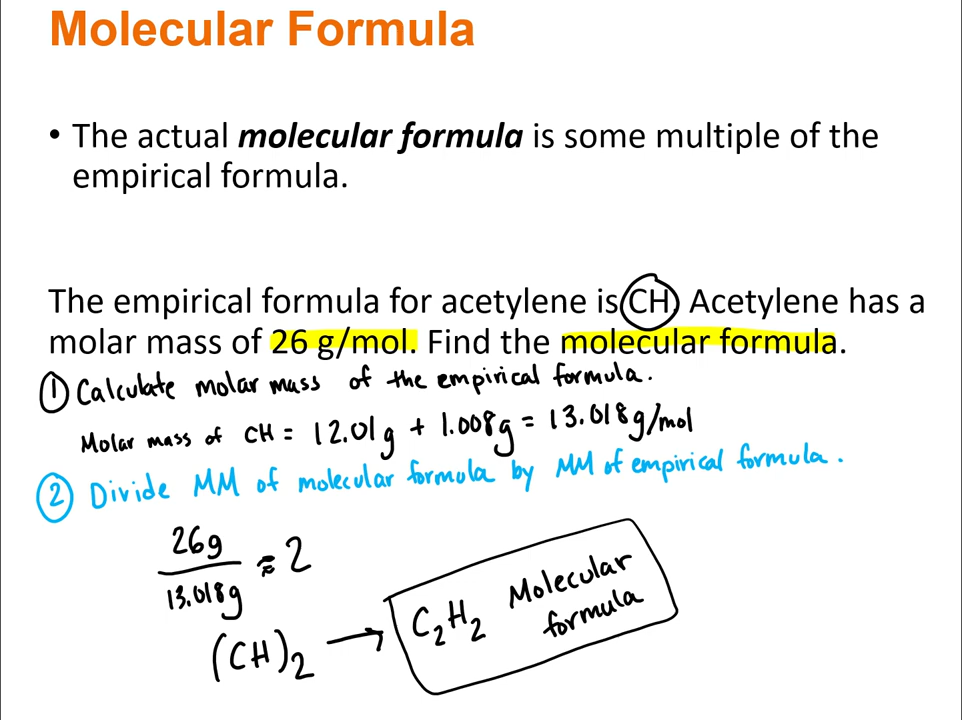 Molecular Formula
• The actual molecular formula is some multiple of the
empirical formula.
The empirical formula for acetylene is CH. Acetylene has a
molar mass of 26 g/mol. Find the molecular formula.
① Calculate molar mass of the empirical formula.
Molar mass of CH = 12.01g + 1.008g = 13.018g/mol
② Divide MM of molecular formula by MM of empirical formula.
26g
13.018g
≈ 2
(CH)₂ → C₂H₂ Molecular
formula